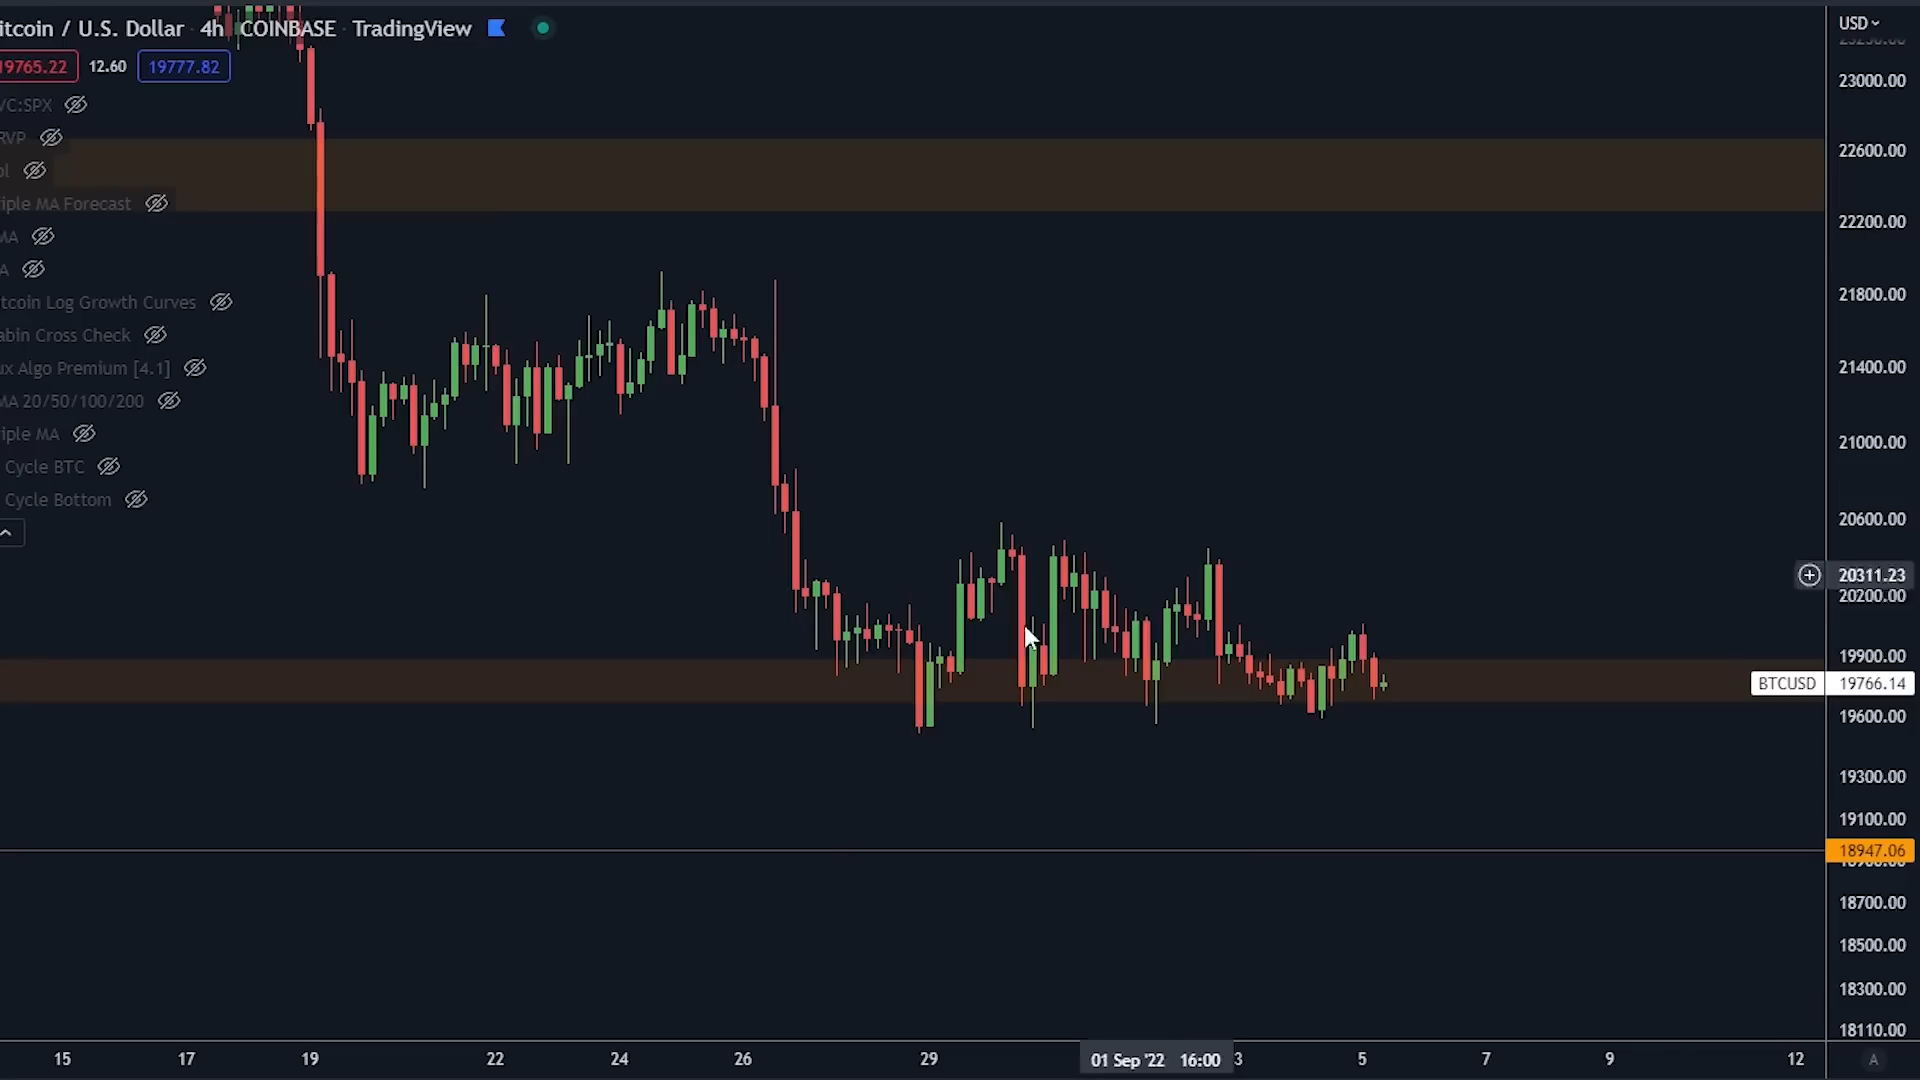 itcoin / U.S. Dollar · 4h · COINBASE · TradingView
19765.22 12.60 19777.82
VC:SPX
RVP
ol
iple MA Forecast
MA
A
tcoin Log Growth Curves
abin Cross Check
ux Algo Premium [4.1]
MA 20/50/100/200
iple MA
Cycle BTC
Cycle Bottom
USD
23000.00
22600.00
22200.00
21800.00
21400.00
21000.00
20600.00
20311.23
20200.00
19900.00
BTCUSD 19766.14
19600.00
19300.00
19100.00
18947.06
18700.00
18500.00
18300.00
18110.00
15 17 19 22 24 26 29 01 Sep '22 16:00 3 5 7 9 12 A